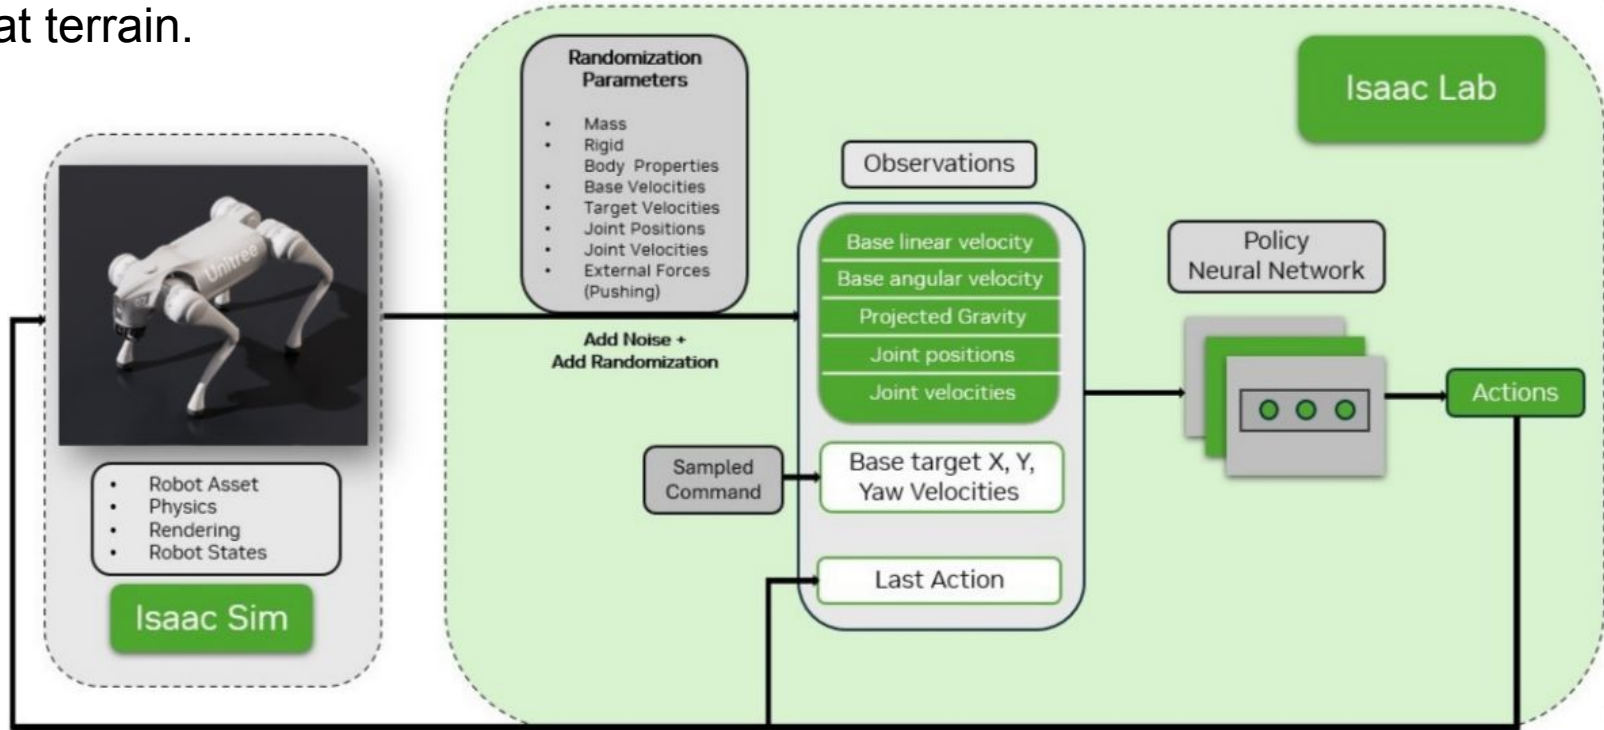 at terrain.
Randomization
Parameters
• Mass
• Rigid
Body Properties
• Base Velocities
• Target Velocities
• Joint Positions
• Joint Velocities
• External Forces
(Pushing)
Add Noise +
Add Randomization
Unitree
• Robot Asset
• Physics
• Rendering
• Robot States
Isaac Sim
Isaac Lab
Observations
Base linear velocity
Base angular velocity
Projected Gravity
Joint positions
Joint velocities
Sampled
Command
Base target X, Y,
Yaw Velocities
Last Action
Policy
Neural Network
Actions